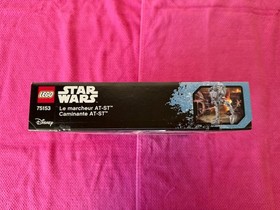 LEGO
STAR
WARS
75153
Le marcheur AT-ST™
Caminante AT-ST™
Disney